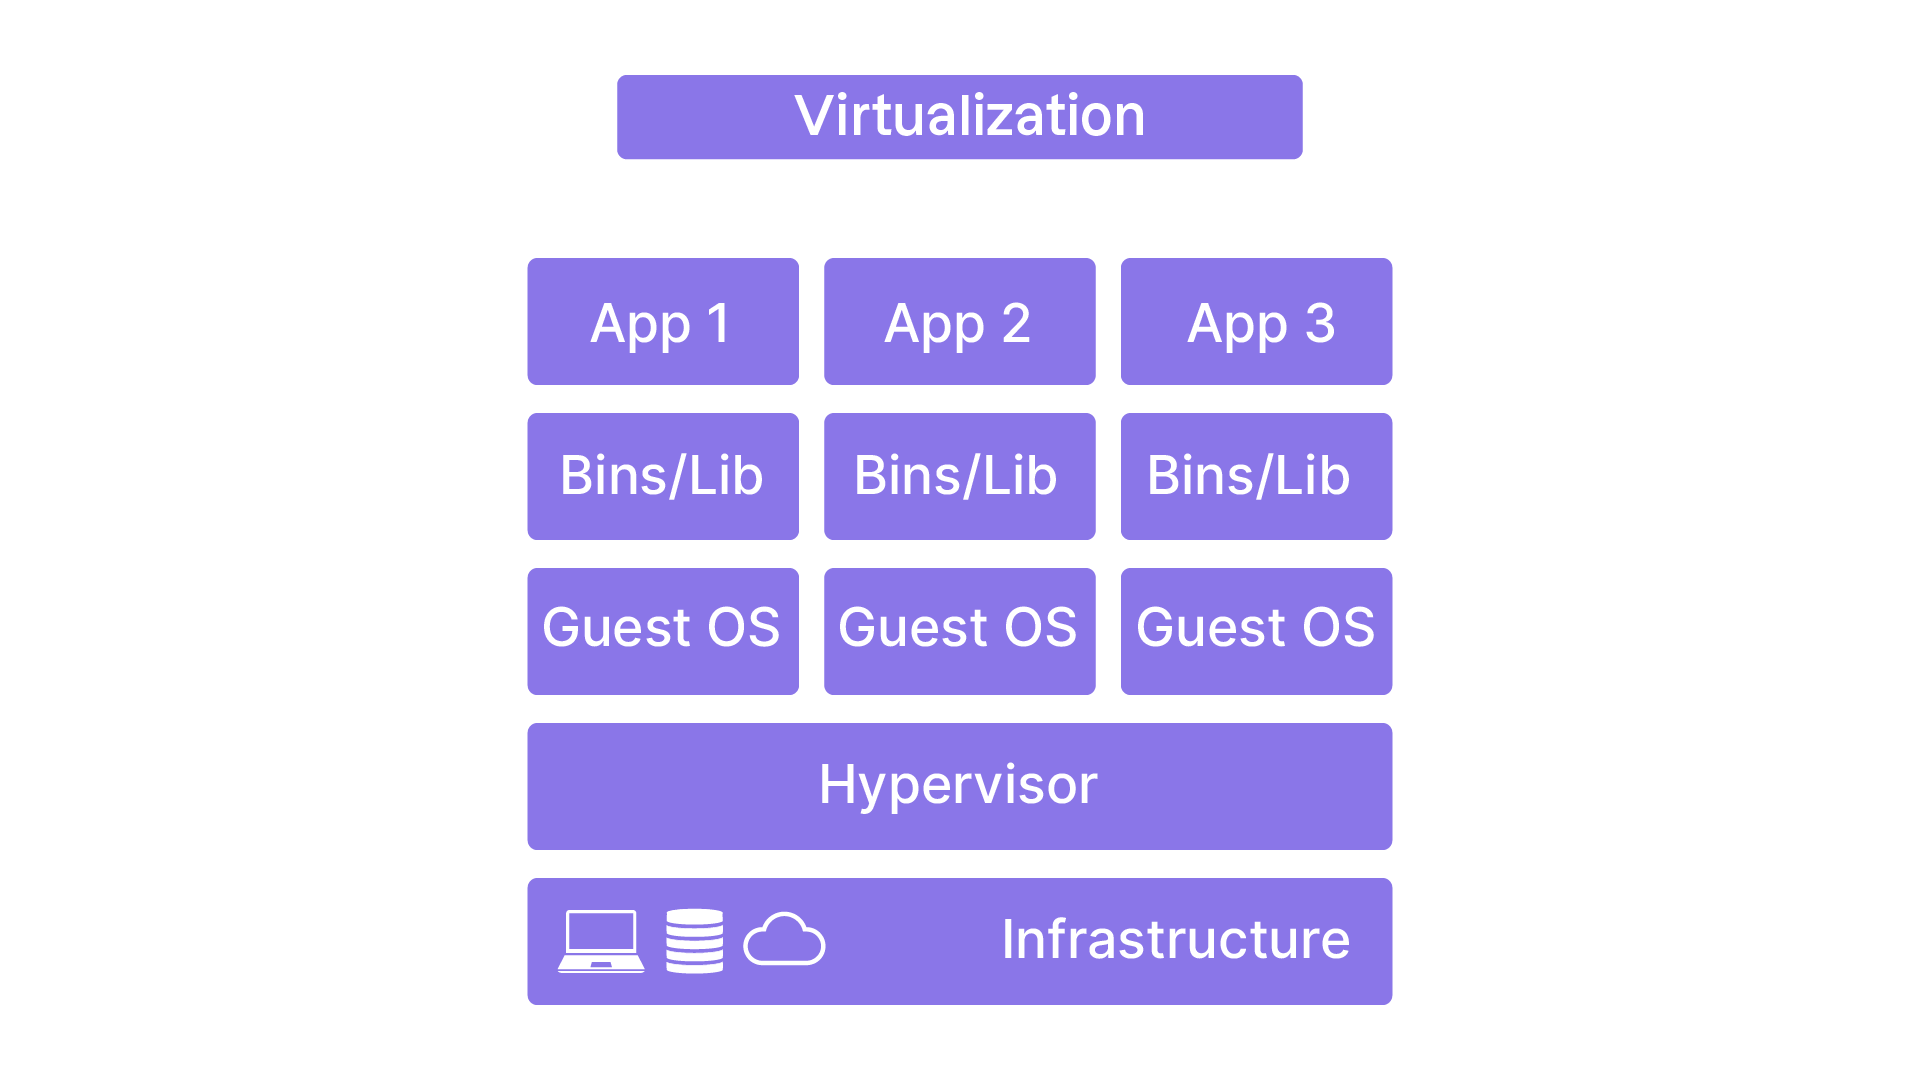 Virtualization
App 1 App 2 App 3
Bins/Lib Bins/Lib Bins/Lib
Guest OS Guest OS Guest OS
Hypervisor
Infrastructure